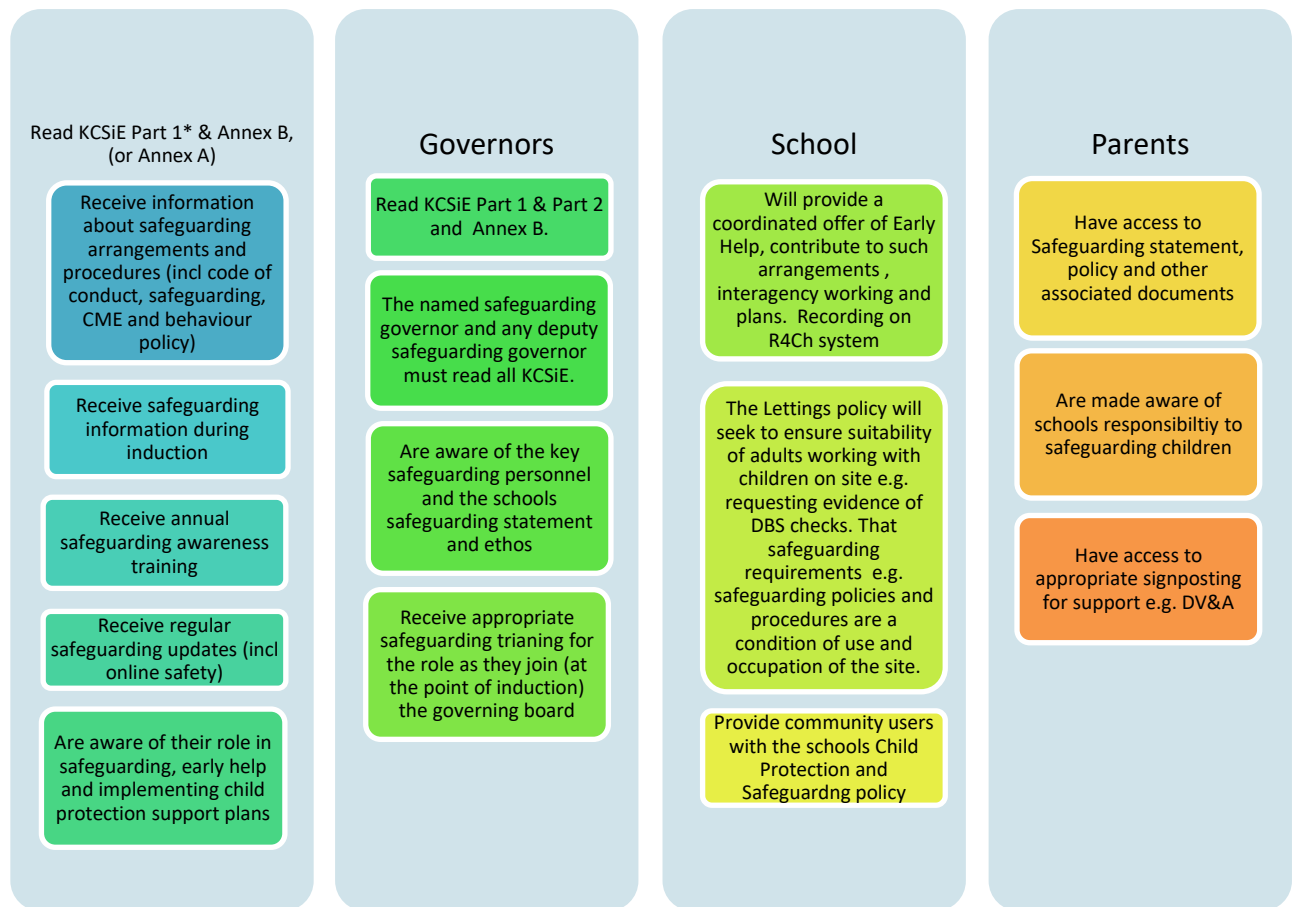 Read KCSiE Part 1* & Annex B,
(or Annex A)
Receive information
about safeguarding
arrangements and
procedures (incl code of
conduct, safeguarding,
CME and behaviour
policy)
Receive safeguarding
information during
induction
Receive annual
safeguarding awareness
training
Receive regular
safeguarding updates (incl
online safety)
Are aware of their role in
safeguarding, early help
and implementing child
protection support plans
Governors
Read KCSiE Part 1 & Part 2
and Annex B.
The named safeguarding
governor and any deputy
safeguarding governor
must read all KCSiE.
Are aware of the key
safeguarding personnel
and the schools
safeguarding statement
and ethos
Receive appropriate
safeguarding trianing for
the role as they join (at
the point of induction)
the governing board
School
Will provide a
coordinated offer of Early
Help, contribute to such
arrangements ,
interagency working and
plans. Recording on
R4Ch system
The Lettings policy will
seek to ensure suitability
of adults working with
children on site e.g.
requesting evidence of
DBS checks. That
safeguarding
requirements e.g.
safeguarding policies and
procedures are a
condition of use and
occupation of the site.
Provide community users
with the schools Child
Protection and
Safeguardng policy
Parents
Have access to
Safeguarding statement,
policy and other
associated documents
Are made aware of
schools responsibiltiy to
safeguarding children
Have access to
appropriate signposting
for support e.g. DV&A